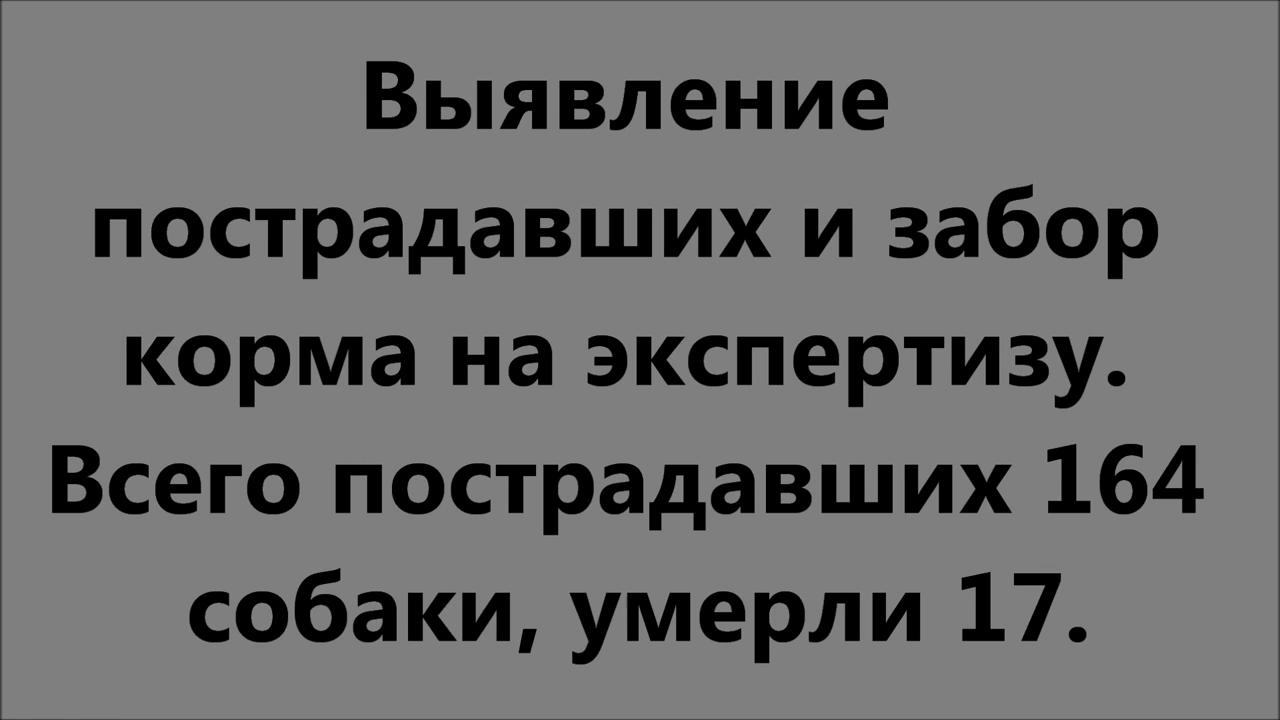 Выявление
пострадавших и забор
корма на экспертизу.
Всего пострадавших 164
собаки, умерли 17.